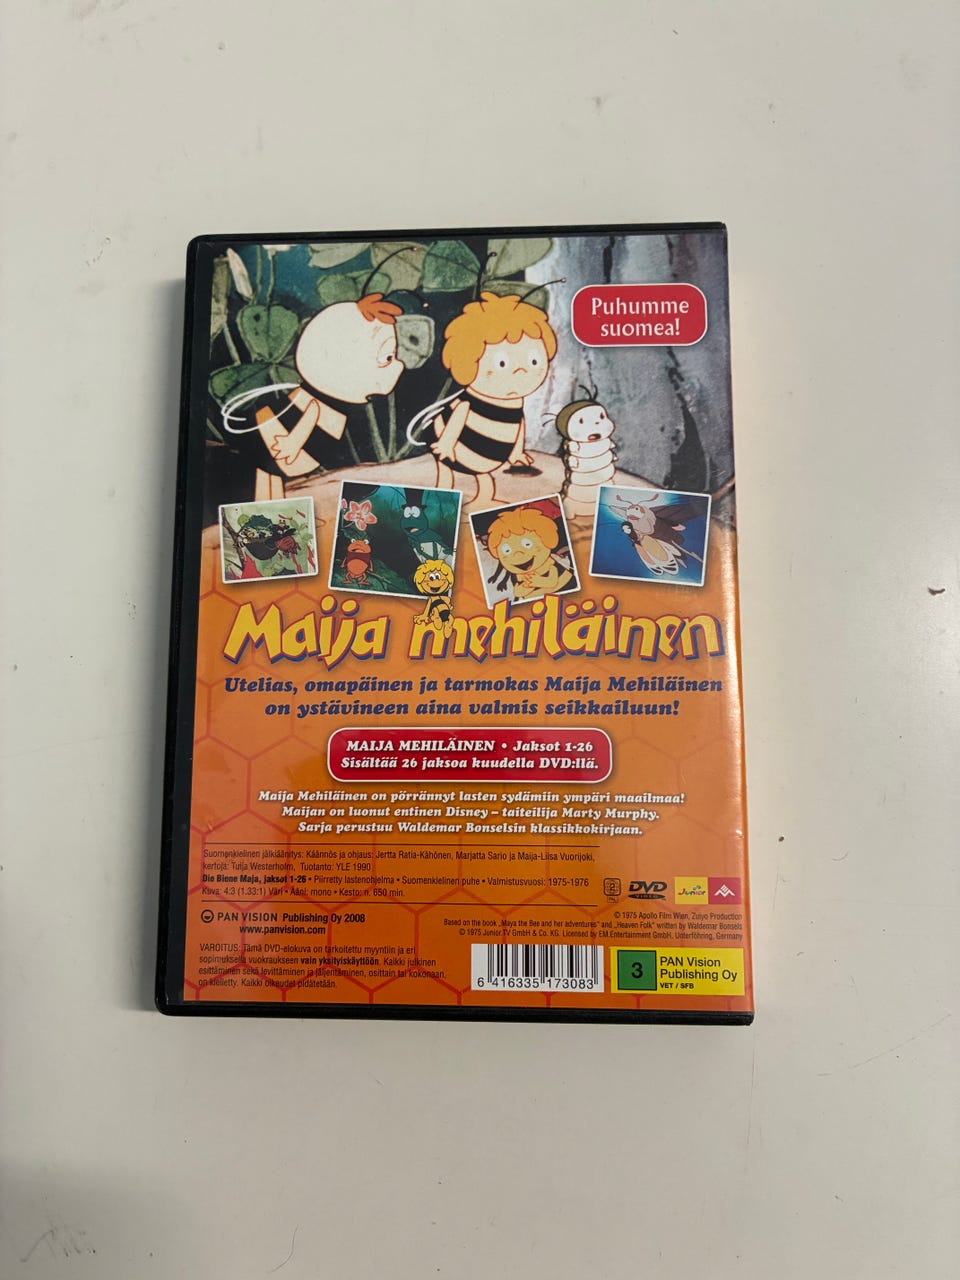 Puhumme
suomea!
Maija mehiläinen
Utelias, omapäinen ja tarmokas Maija Mehiläinen
on ystävineen aina valmis seikkailuun!
MAIJA MEHILÄINEN • Jaksot 1-26
Sisältää 26 jaksoa kuudella DVD:llä.
Maija Mehiläinen on pörrännyt lasten sydämiin ympäri maailmaa!
Maijan on luonut entinen Disney – taiteilija Marty Murphy.
Sarja perustuu Waldemar Bonselsin klassikkokirjaan.
Suomenkielinen jälkiäänitys: Käännös ja ohjaus: Jertta Ratia-Kähönen, Marjatta Sario ja Maija-Liisa Vuorijoki,
kertoja: Tuija Westerholm, Tuotanto: YLE 1990
Die Biene Maja, jaksot 1-26 • Piirretty lastenohjelma • Suomenkielinen puhe • Valmistusvuosi: 1975-1976
Kuva: 4:3 (1.33:1) Väri • Ääni: mono • Kesto: n. 650 min.
2
PAL
DVD
VIDEO
Junior
PAN VISION Publishing Oy 2008
www.panvision.com
© 1975 Apollo Film Wien, Zuiyo Production
Based on the book „Maya the Bee and her adventures" and „Heaven Folk" written by Waldemar Bonsels
© 1975 Junior.TV GmbH & Co. KG. Licensed by EM.Entertainment GmbH, Unterföhring, Germany
VAROITUS: Tämä DVD-elokuva on tarkoitettu myyntiin ja eri
sopimuksella vuokraukseen vain yksityiskäyttöön. Kaikki julkinen
esittäminen sekä levittäminen ja jäljentäminen, osittain tai kokonaan,
on kielletty. Kaikki oikeudet pidätetään.
6 416335 173083
3
PAN Vision
Publishing Oy
VET / SFB